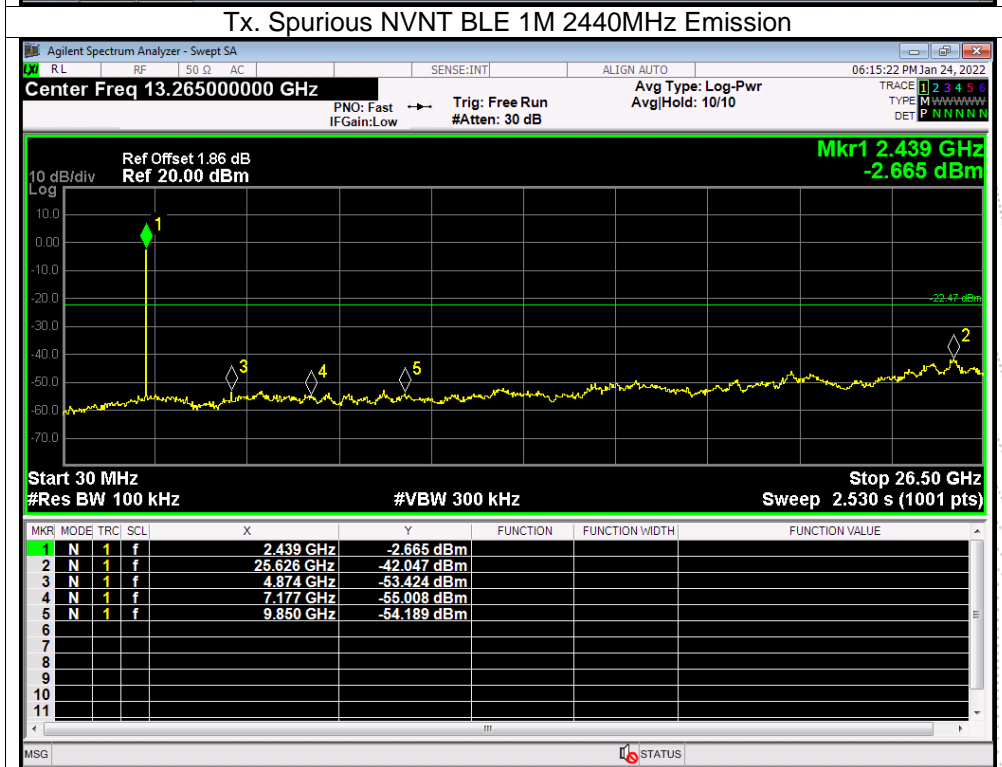 Tx. Spurious NVNT BLE 1M 2440MHz Emission
Agilent Spectrum Analyzer - Swept SA
LXI RL RF 50 Ω AC SENSE:INT ALIGN AUTO 06:15:22 PM Jan 24, 2022
Center Freq 13.265000000 GHz Avg Type: Log-Pwr TRACE 1 2 3 4 5 6
PNO: Fast Trig: Free Run Avg|Hold: 10/10 TYPE M WWWWW
IFGain:Low #Atten: 30 dB DET P N N N N N
Mkr1 2.439 GHz
Ref Offset 1.86 dB
10 dB/div Ref 20.00 dBm -2.665 dBm
Log
10.0
1
0.00
-10.0
-20.0 -22.47 dBm
-30.0
2
-40.0
3 4 5
-50.0
-60.0
-70.0
Start 30 MHz Stop 26.50 GHz
#Res BW 100 kHz #VBW 300 kHz Sweep 2.530 s (1001 pts)
MKR MODE TRC SCL X Y FUNCTION FUNCTION WIDTH FUNCTION VALUE
1 N 1 f 2.439 GHz -2.665 dBm
2 N 1 f 25.626 GHz -42.047 dBm
3 N 1 f 4.874 GHz -53.424 dBm
4 N 1 f 7.177 GHz -55.008 dBm
5 N 1 f 9.850 GHz -54.189 dBm
6
7
8
9
10
11
MSG STATUS